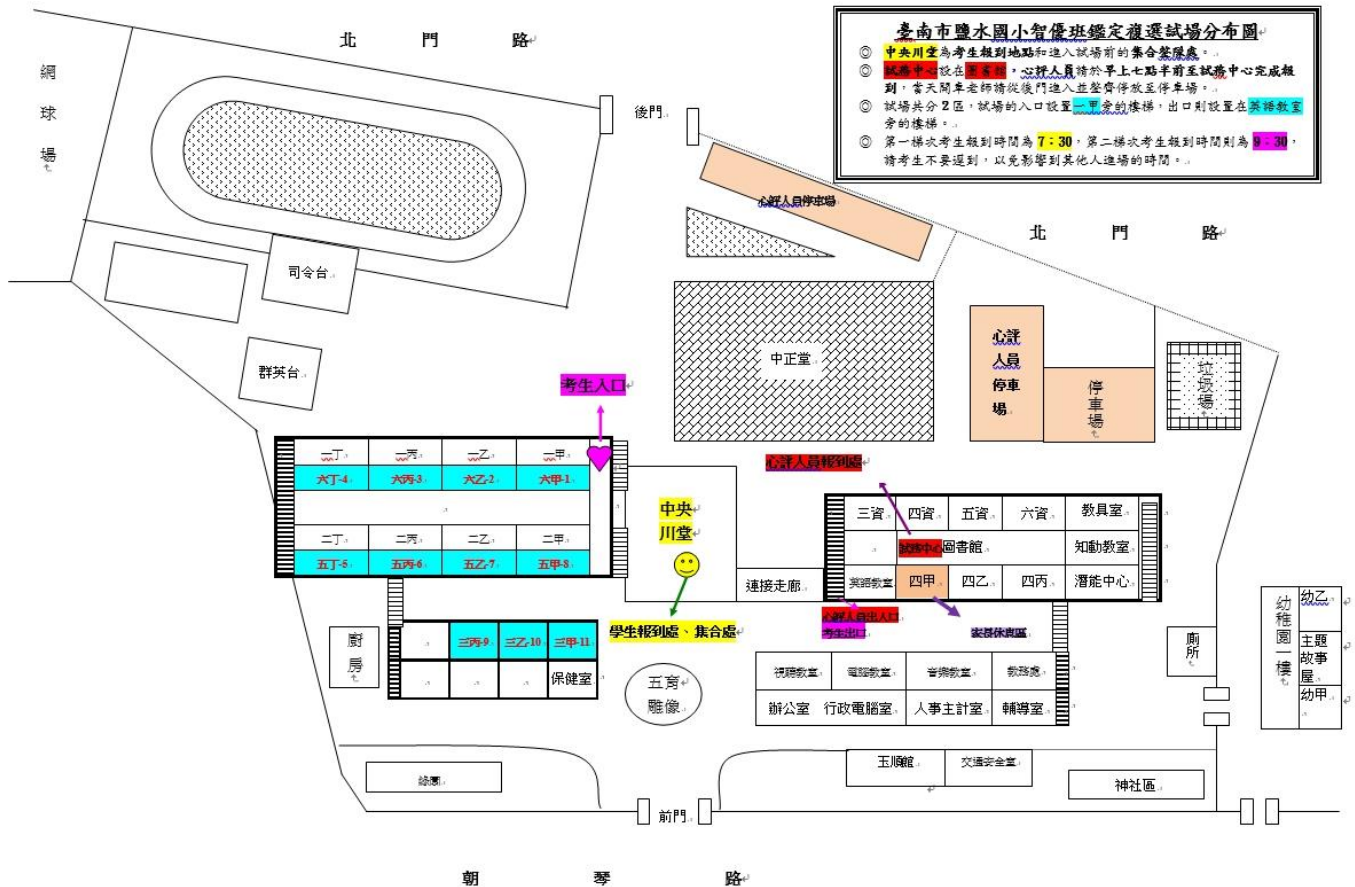 臺南市鹽水國小智優班鑑定複選試場分布圖
◎ 中央川堂為考生報到地點和進入試場前的集合整隊處。
◎ 試務中心設在圖書館,心評人員請於早上七點半前至試務中心完成報
到,當天開車老師請從後門進入並整齊停放至停車場。
◎ 試場共分2區,試場的入口設置一甲旁的樓梯,出口則設置在英語教室
旁的樓梯。
◎ 第一梯次考生報到時間為 7:30,第二梯次考生報到時間則為 9:30,
請考生不要遲到,以免影響到其他人進場的時間。
北 門 路
網球場
後門
心評人員停車場
北 門 路
司令台
群英台
中正堂
心評
人員
停車
場
停車場
垃圾場
考生入口
一丁 一丙 一乙 一甲
六丁-4 六丙-3 六乙-2 六甲-1
二丁 二丙 二乙 二甲
五丁-5 五丙-6 五乙-7 五甲-8
中央
川堂
連接走廊
學生報到處、集合處
心評人員報到處
三資 四資 五資 六資 教具室
試務中心圖書館 知動教室
英語教室 四甲 四乙 四丙 潛能中心
心評人員出入口
考生出口
家長休息區
廚房
三丙-9 三乙-10 三甲-11
保健室
五育
雕像
視聽教室 電腦教室 音樂教室 教務處
辦公室 行政電腦室 人事主計室 輔導室
廁所
幼稚園一樓
幼乙
主題
故事
屋
幼甲
綠園
玉順館 交通安全室
神社區
前門
朝 琴 路